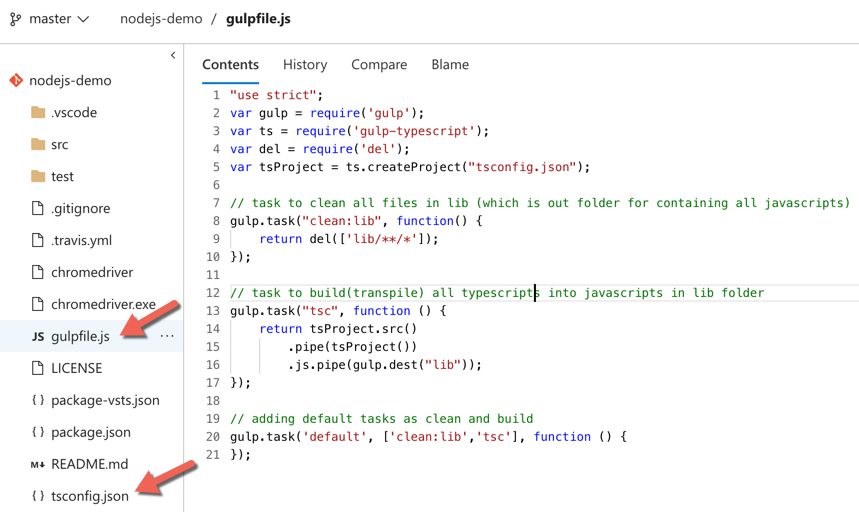 master nodejs-demo / gulpfile.js
nodejs-demo
.vscode
src
test
.gitignore
.travis.yml
chromedriver
chromedriver.exe
JS gulpfile.js ...
LICENSE
{ } package-vsts.json
{ } package.json
M↓ README.md
{ } tsconfig.json
Contents History Compare Blame
1 "use strict";
2 var gulp = require('gulp');
3 var ts = require('gulp-typescript');
4 var del = require('del');
5 var tsProject = ts.createProject("tsconfig.json");
6
7 // task to clean all files in lib (which is out folder for containing all javascripts)
8 gulp.task("clean:lib", function() {
9     return del(['lib/**/*']);
10 });
11
12 // task to build(transpile) all typescripts into javascripts in lib folder
13 gulp.task("tsc", function () {
14     return tsProject.src()
15         .pipe(tsProject())
16         .js.pipe(gulp.dest("lib"));
17 });
18
19 // adding default tasks as clean and build
20 gulp.task('default', ['clean:lib','tsc'], function () {
21 });